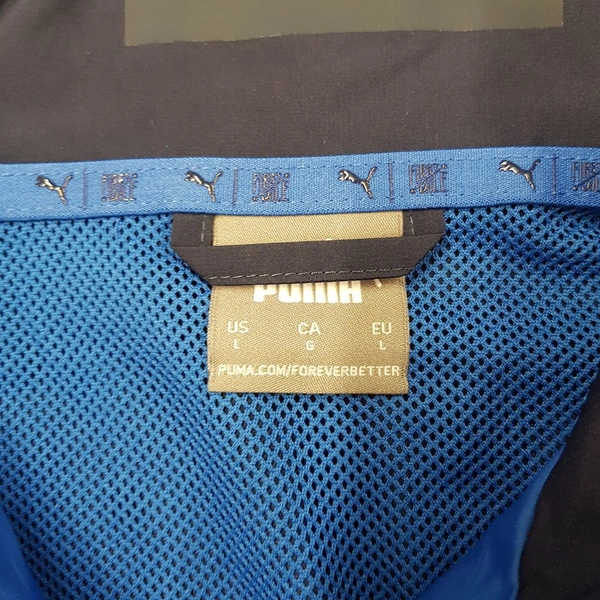 PUMA
US CA EU
L G L
PUMA.COM/FOREVERBETTER